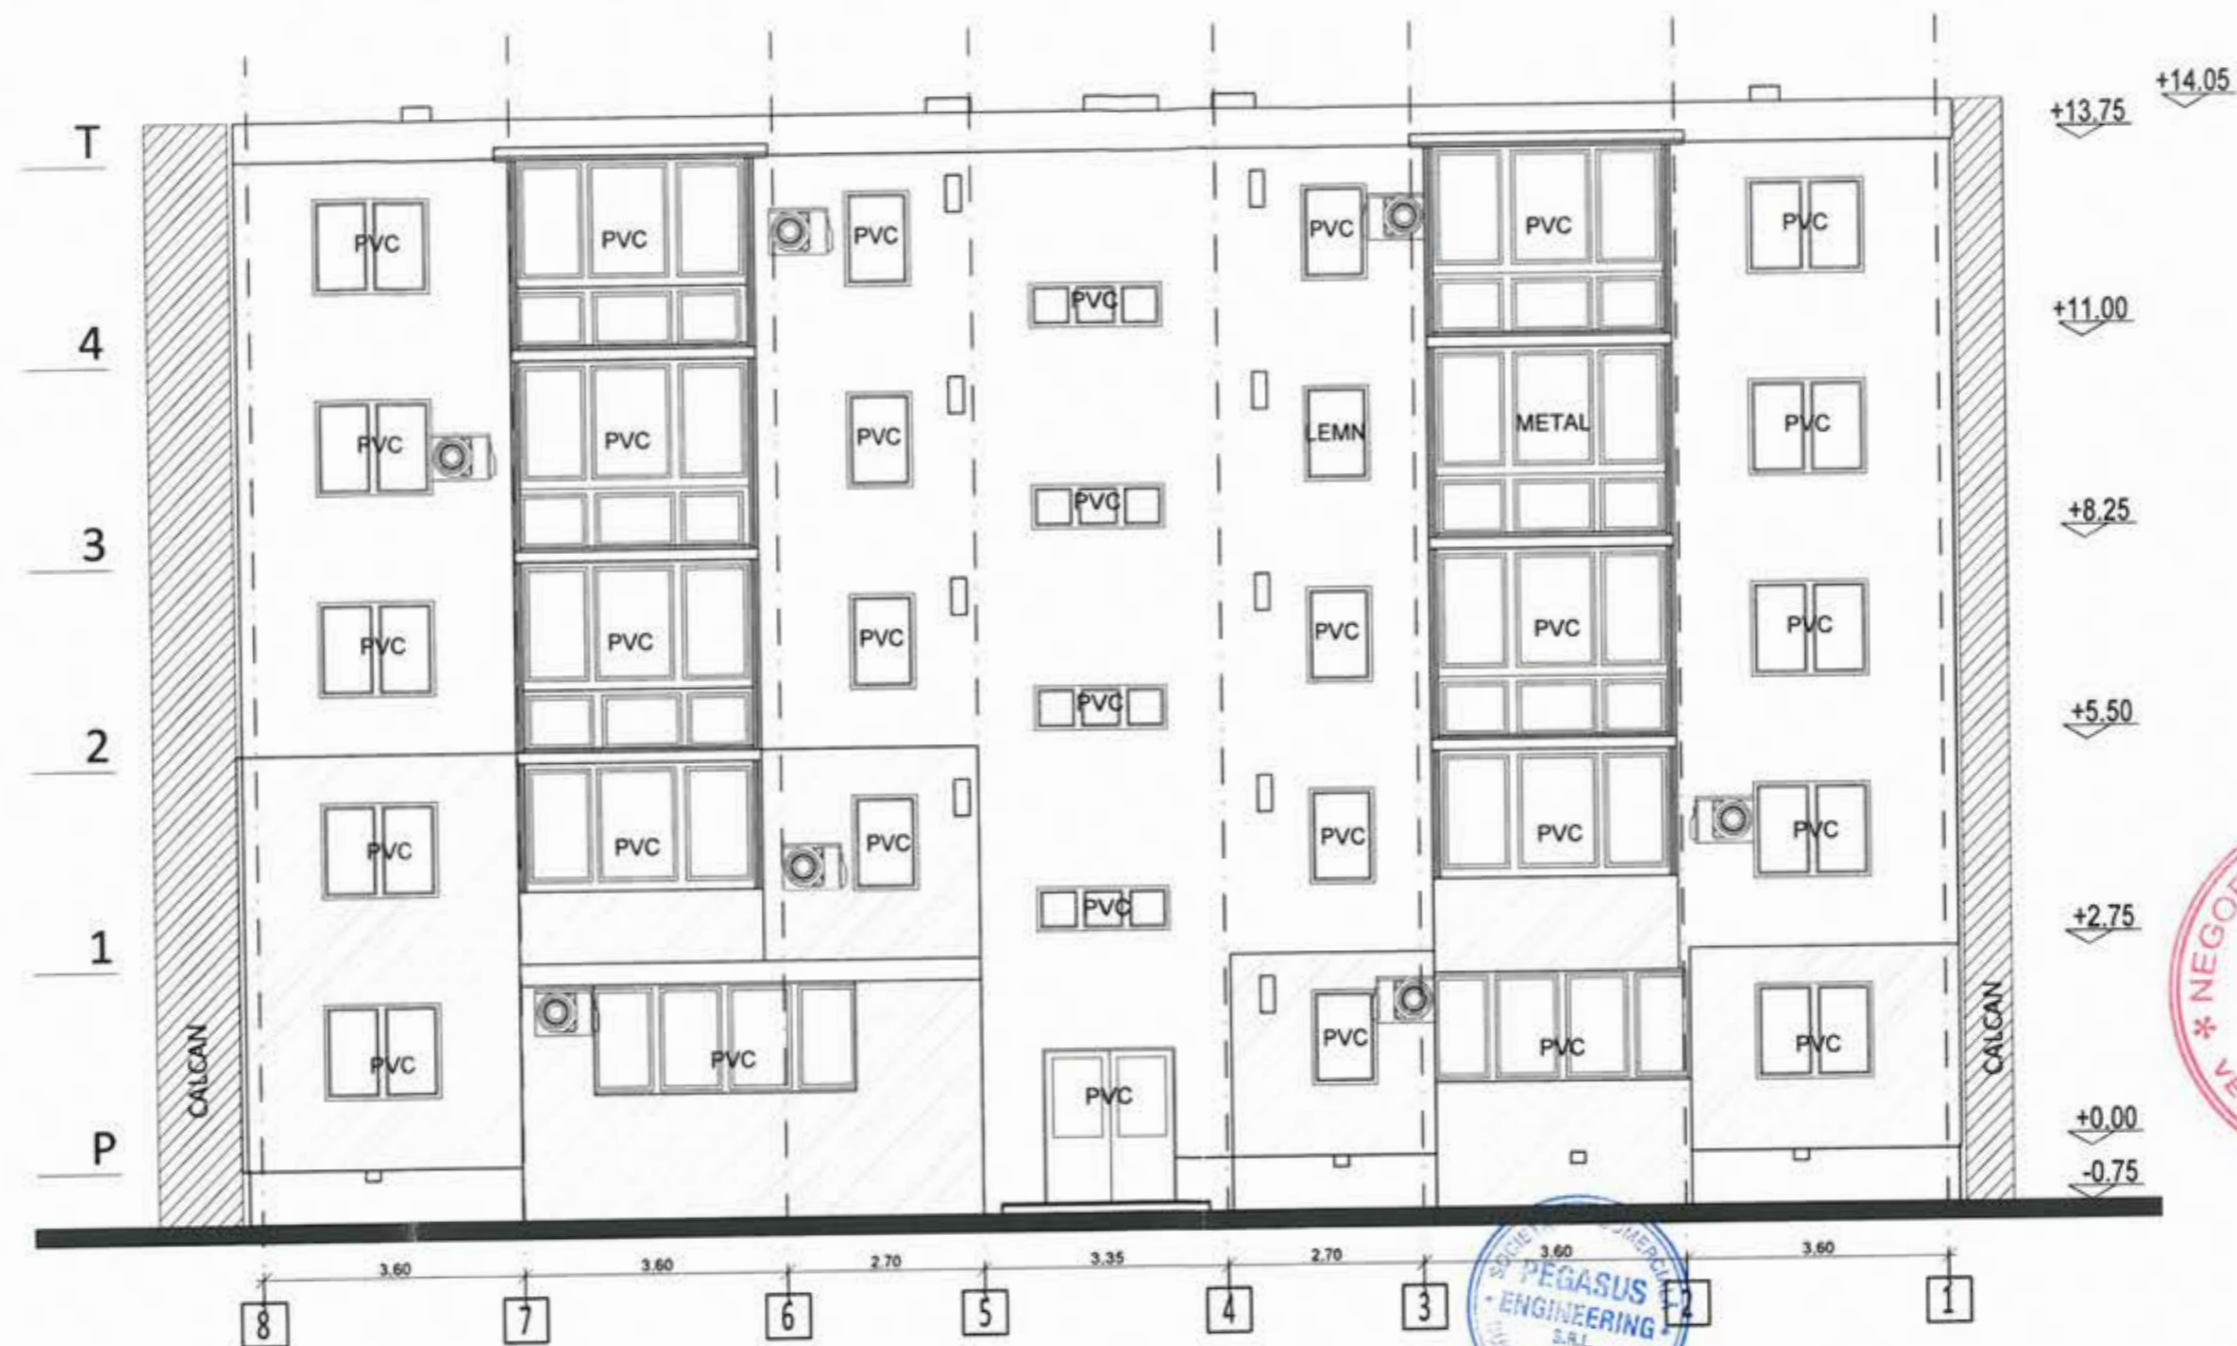 +14.05
+13.75
T
PVC PVC PVC PVC PVC PVC
PVC
+11.00
4
PVC PVC PVC LEMN METAL PVC
PVC
+8.25
3
PVC PVC PVC PVC PVC PVC
PVC
+5.50
2
PVC PVC PVC PVC PVC PVC
PVC
+2.75
1
CALCAN PVC PVC PVC PVC PVC PVC CALCAN
+0.00
P
-0.75
3.60 3.60 2.70 3.35 2.70 3.60 3.60
8 7 6 5 4 3 2 1
PEGASUS
- ENGINEERING -
S.R.L.